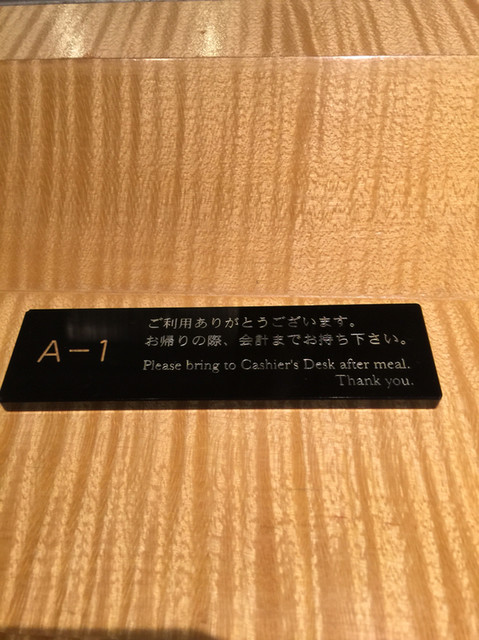 A－1
ご利用ありがとうございます。
お帰りの際、会計までお持ち下さい。
Please bring to Cashier's Desk after meal.
Thank you.